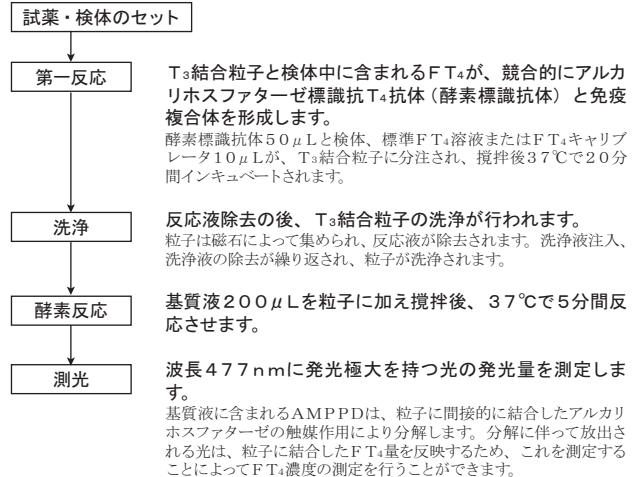 試薬・検体のセット
第一反応
T₃結合粒子と検体中に含まれるFT₄が、競合的にアルカ
リホスファターゼ標識抗T₄抗体(酵素標識抗体)と免疫
複合体を形成します。
酵素標識抗体50μLと検体、標準FT₄溶液またはFT₄キャリブ
レータ10μLが、T₃結合粒子に分注され、撹拌後37℃で20分
間インキュベートされます。
洗浄
反応液除去の後、T₃結合粒子の洗浄が行われます。
粒子は磁石によって集められ、反応液が除去されます。洗浄液注入、
洗浄液の除去が繰り返され、粒子が洗浄されます。
酵素反応
基質液200μLを粒子に加え撹拌後、37℃で5分間反
応させます。
測光
波長477nmに発光極大を持つ光の発光量を測定しま
す。
基質液に含まれるAMPPDは、粒子に間接的に結合したアルカリ
ホスファターゼの触媒作用により分解します。分解に伴って放出さ
れる光は、粒子に結合したFT₄量を反映するため、これを測定する
ことによってFT₄濃度の測定を行うことができます。